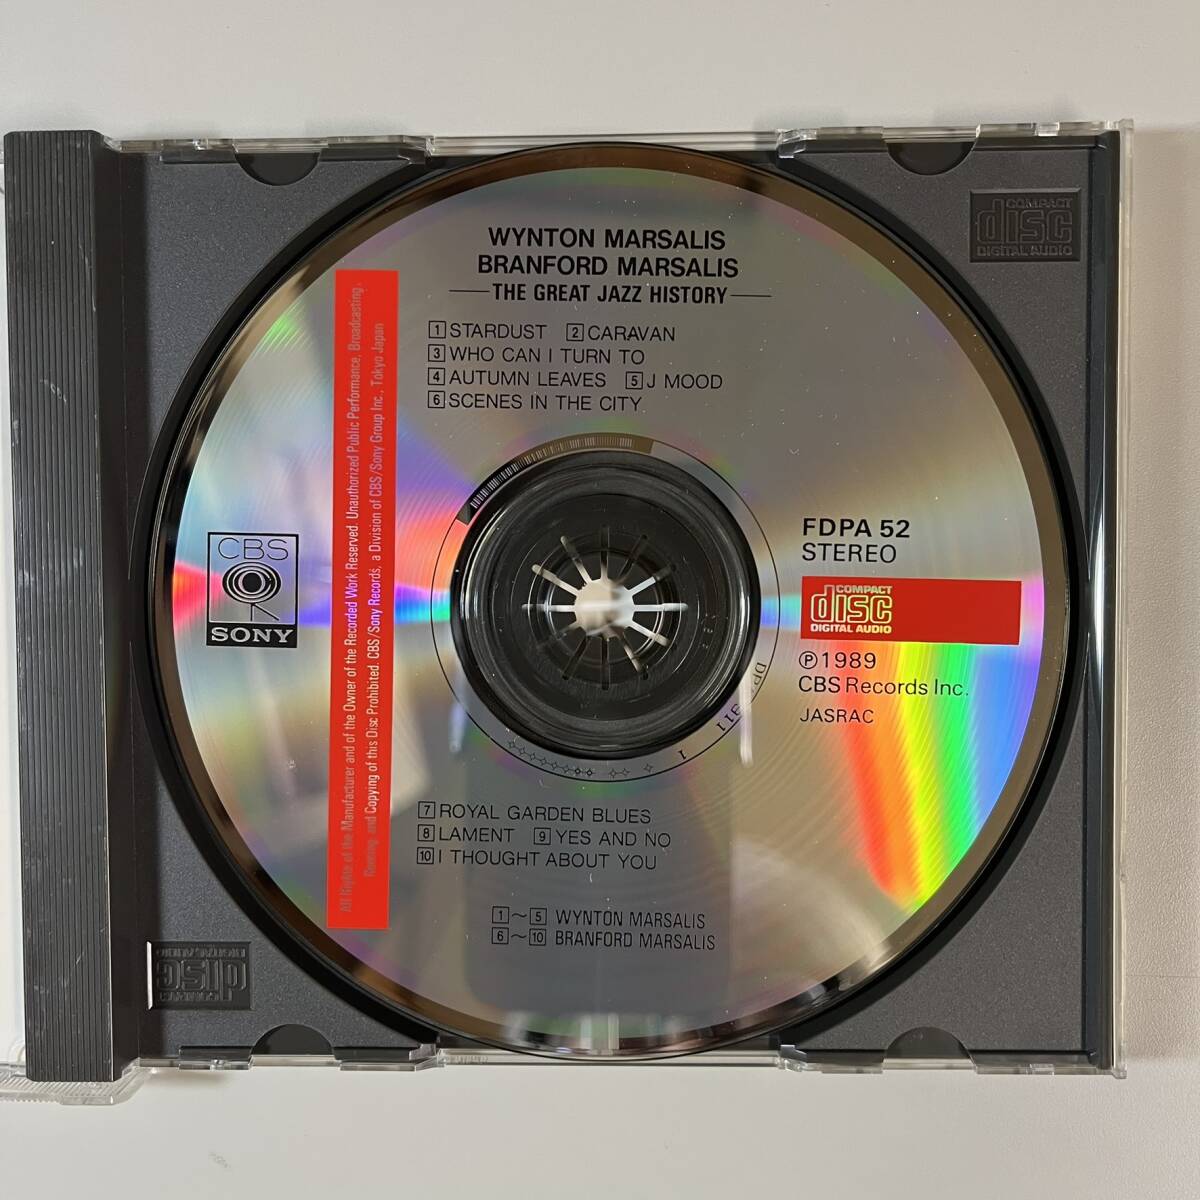 WYNTON MARSALIS
BRANFORD MARSALIS
THE GREAT JAZZ HISTORY
1 STARDUST 2 CARAVAN
3 WHO CAN I TURN TO
4 AUTUMN LEAVES 5 J MOOD
6 SCENES IN THE CITY
COMPACT
disc
DIGITAL AUDIO
All Rights of the Manufacturer and of the Owner of the Recorded Work Reserved. Unauthorized Public Performance, Broadcasting,
Renting, and Copying of this Disc Prohibited. CBS/Sony Records, a Division of CBS/Sony Group Inc., Tokyo Japan
CBS
SONY
FDPA 52
STEREO
COMPACT
disc
DIGITAL AUDIO
Ⓟ1989
CBS Records Inc.
JASRAC
7 ROYAL GARDEN BLUES
8 LAMENT 9 YES AND NO
10 I THOUGHT ABOUT YOU
1～5 WYNTON MARSALIS
6～10 BRANFORD MARSALIS
COMPACT
disc
DIGITAL AUDIO